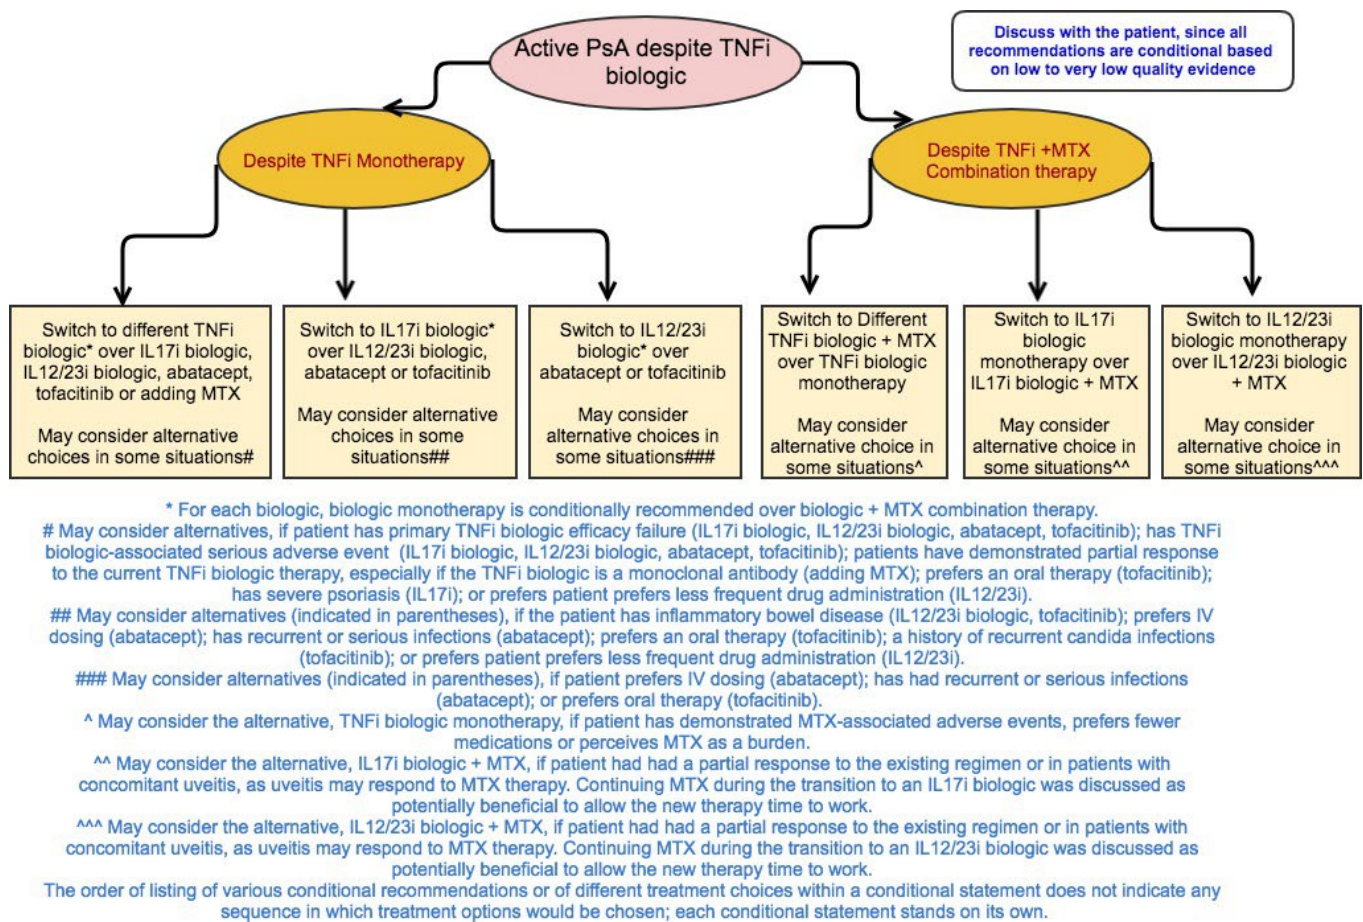 Active PsA despite TNFi
biologic
Discuss with the patient, since all
recommendations are conditional based
on low to very low quality evidence
Despite TNFi Monotherapy
Despite TNFi +MTX
Combination therapy
Switch to different TNFi
biologic* over IL17i biologic,
IL12/23i biologic, abatacept,
tofacitinib or adding MTX
May consider alternative
choices in some situations#
Switch to IL17i biologic*
over IL12/23i biologic,
abatacept or tofacitinib
May consider alternative
choices in some
situations##
Switch to IL12/23i
biologic* over
abatacept or tofacitinib
May consider
alternative choices in
some situations###
Switch to Different
TNFi biologic + MTX
over TNFi biologic
monotherapy
May consider
alternative choice in
some situations^
Switch to IL17i
biologic
monotherapy over
IL17i biologic + MTX
May consider
alternative choice in
some situations^^
Switch to IL12/23i
biologic monotherapy
over IL12/23i biologic
+ MTX
May consider
alternative choice in
some situations^^^
* For each biologic, biologic monotherapy is conditionally recommended over biologic + MTX combination therapy.
# May consider alternatives, if patient has primary TNFi biologic efficacy failure (IL17i biologic, IL12/23i biologic, abatacept, tofacitinib); has TNFi
biologic-associated serious adverse event (IL17i biologic, IL12/23i biologic, abatacept, tofacitinib); patients have demonstrated partial response
to the current TNFi biologic therapy, especially if the TNFi biologic is a monoclonal antibody (adding MTX); prefers an oral therapy (tofacitinib);
has severe psoriasis (IL17i); or prefers patient prefers less frequent drug administration (IL12/23i).
## May consider alternatives (indicated in parentheses), if the patient has inflammatory bowel disease (IL12/23i biologic, tofacitinib); prefers IV
dosing (abatacept); has recurrent or serious infections (abatacept); prefers an oral therapy (tofacitinib); a history of recurrent candida infections
(tofacitinib); or prefers patient prefers less frequent drug administration (IL12/23i).
### May consider alternatives (indicated in parentheses), if patient prefers IV dosing (abatacept); has had recurrent or serious infections
(abatacept); or prefers oral therapy (tofacitinib).
^ May consider the alternative, TNFi biologic monotherapy, if patient has demonstrated MTX-associated adverse events, prefers fewer
medications or perceives MTX as a burden.
^^ May consider the alternative, IL17i biologic + MTX, if patient had had a partial response to the existing regimen or in patients with
concomitant uveitis, as uveitis may respond to MTX therapy. Continuing MTX during the transition to an IL17i biologic was discussed as
potentially beneficial to allow the new therapy time to work.
^^^ May consider the alternative, IL12/23i biologic + MTX, if patient had had a partial response to the existing regimen or in patients with
concomitant uveitis, as uveitis may respond to MTX therapy. Continuing MTX during the transition to an IL12/23i biologic was discussed as
potentially beneficial to allow the new therapy time to work.
The order of listing of various conditional recommendations or of different treatment choices within a conditional statement does not indicate any
sequence in which treatment options would be chosen; each conditional statement stands on its own.